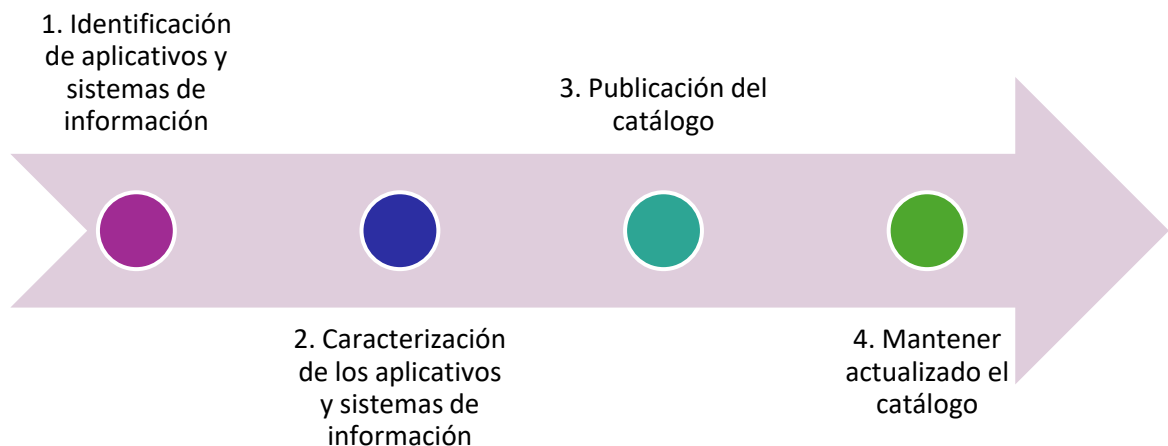 1. Identificación
de aplicativos y
sistemas de
información
2. Caracterización
de los aplicativos
y sistemas de
información
3. Publicación del
catálogo
4. Mantener
actualizado el
catálogo